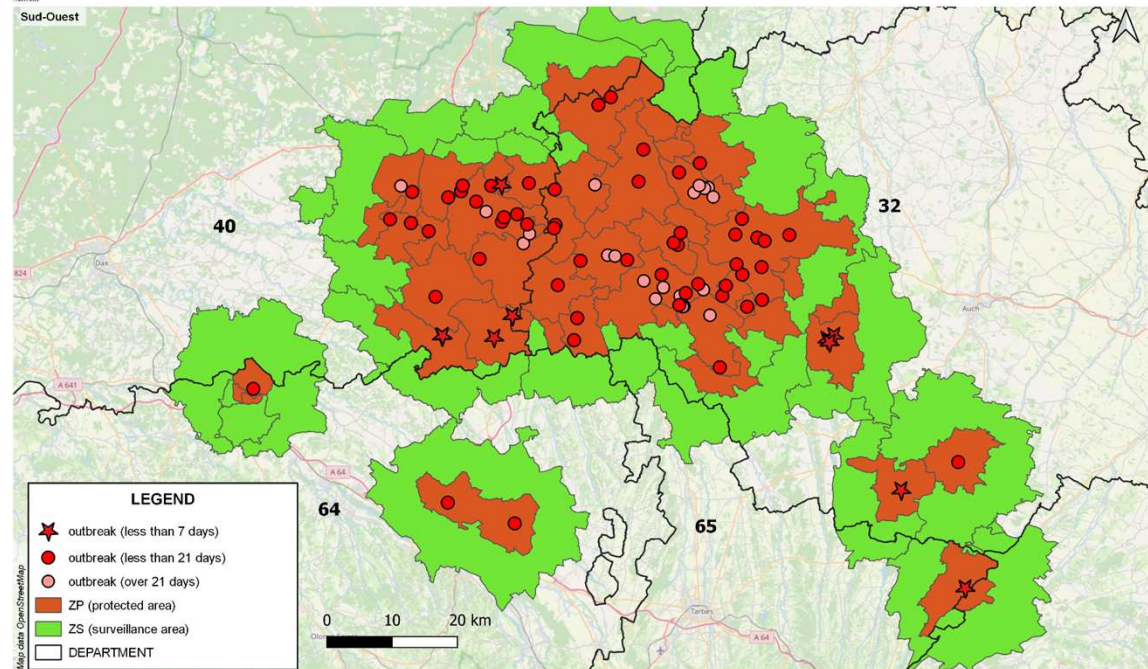 Sud-Ouest
32
40
824
Dax
Auch
A 641
A 64
64
65
LEGEND
outbreak (less than 7 days)
outbreak (less than 21 days)
outbreak (over 21 days)
ZP (protected area)
ZS (surveillance area)
DEPARTMENT
Map data OpenStreetMap
0 10 20 km
Tarbes
A 64